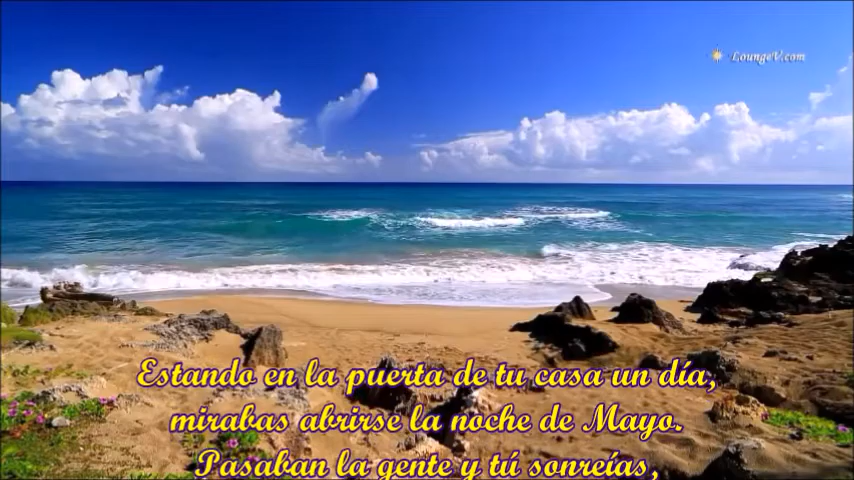 LoungeV.com
Estando en la puerta de tu casa un día,
mirabas abrirse la noche de Mayo.
Pasaban la gente y tú sonreías,